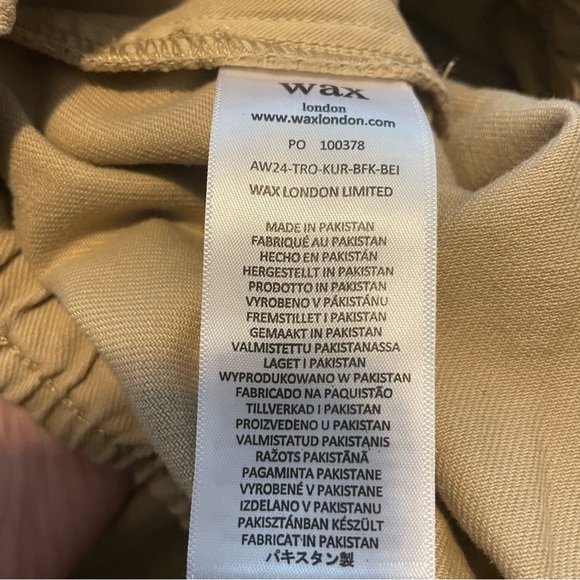 wax
london
www.waxlondon.com
PO 100378
AW24-TRO-KUR-BFK-BEI
WAX LONDON LIMITED
MADE IN PAKISTAN
FABRIQUÉ AU PAKISTAN
HECHO EN PAKISTÁN
HERGESTELLT IN PAKISTAN
PRODOTTO IN PAKISTAN
VYROBENO V PÁKISTÁNU
FREMSTILLET I PAKISTAN
GEMAAKT IN PAKISTAN
VALMISTETTU PAKISTANASSA
LAGET I PAKISTAN
WYPRODUKOWANO W PAKISTAN
FABRICADO NA PAQUISTÃO
TILLVERKAD I PAKISTAN
PROIZVEDENO U PAKISTAN
VALMISTATUD PAKISTANIS
RAŽOTS PAKISTĀNĀ
PAGAMINTA PAKISTANE
VYROBENÉ V PAKISTANE
IZDELANO V PAKISTANU
PAKISZTÁNBAN KÉSZÜLT
FABRICAT IN PAKISTAN
パキスタン製